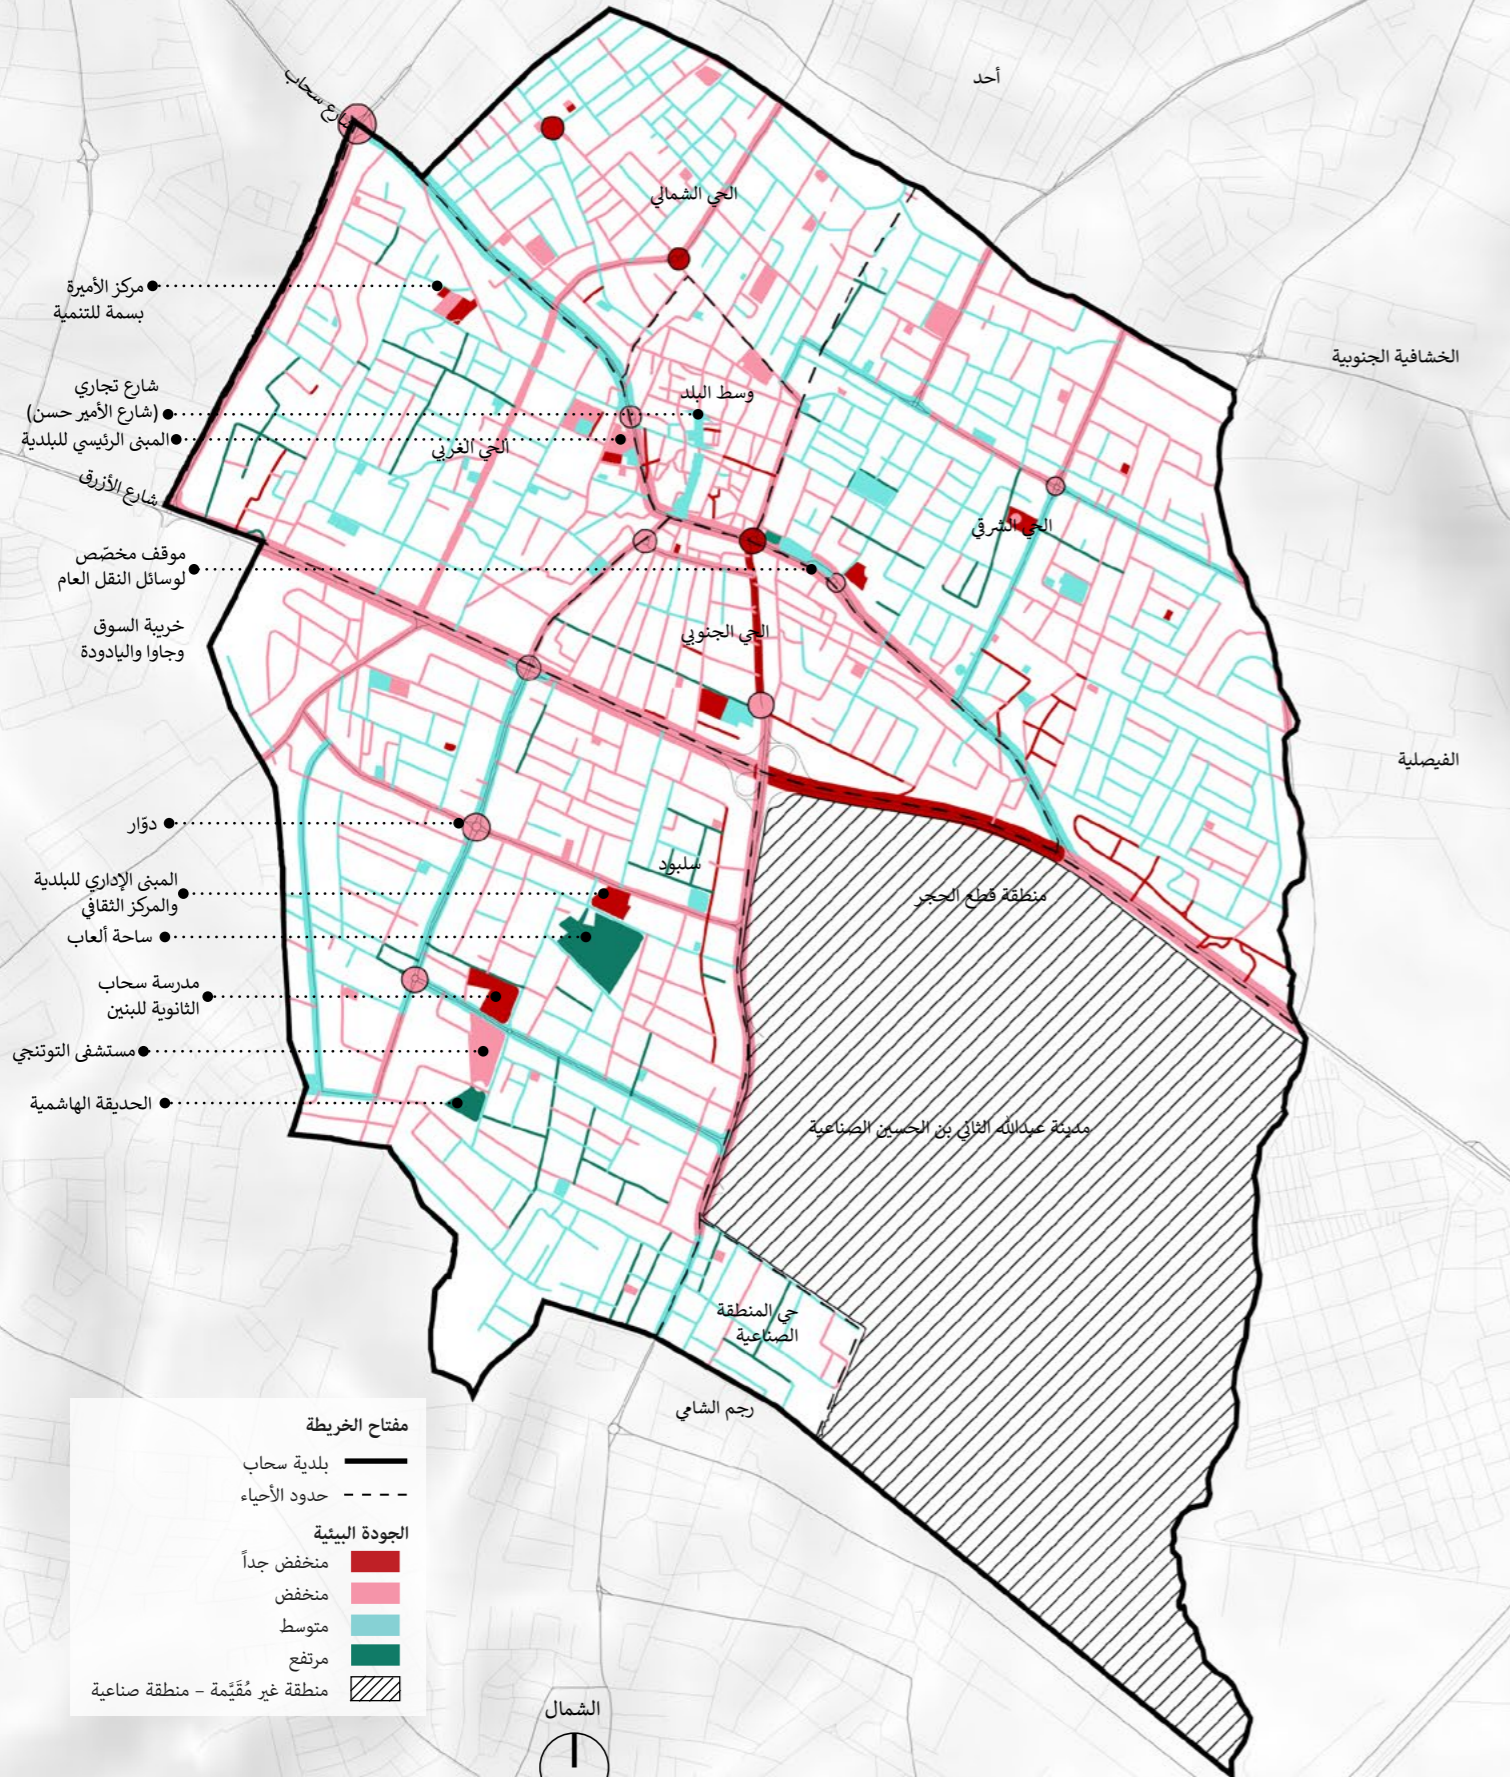 أحد
شارع سحاب
الحي الشمالي
مركز الأميرة
بسمة للتنمية
الخشافية الجنوبية
شارع تجاري
(شارع الأمير حسن)
وسط البلد
المبنى الرئيسي للبلدية
الحي الغربي
شارع الأزرق
الحي الشرقي
موقف مخصّص
لوسائل النقل العام
خريبة السوق
وجاوا واليادودة
الحي الجنوبي
الفيصلية
دوّار
سلبود
المبنى الإداري للبلدية
والمركز الثقافي
منطقة قطع الحجر
ساحة ألعاب
مدرسة سحاب
الثانوية للبنين
مستشفى التوتنجي
الحديقة الهاشمية
مدينة عبدالله الثاني بن الحسين الصناعية
حي المنطقة
الصناعية
رجم الشامي
مفتاح الخريطة
بلدية سحاب
حدود الأحياء
الجودة البيئية
منخفض جداً
منخفض
متوسط
مرتفع
منطقة غير مُقَيَّمة – منطقة صناعية
الشمال